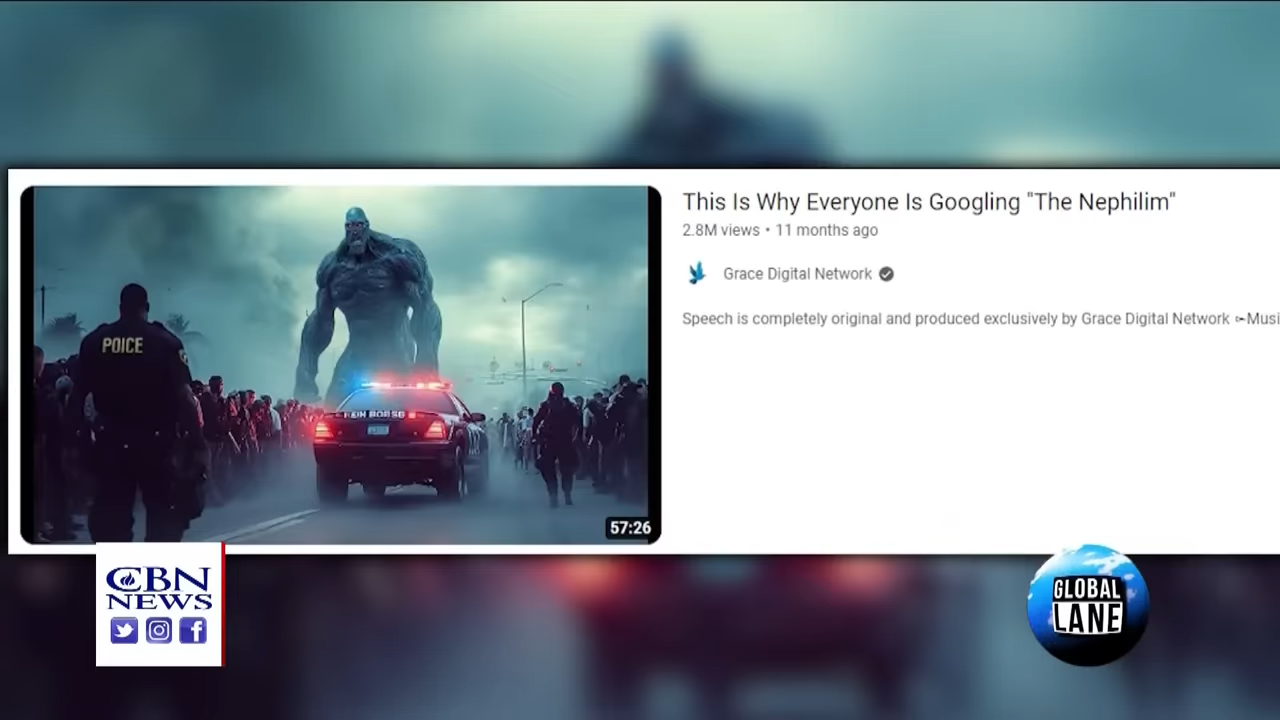 This Is Why Everyone Is Googling "The Nephilim"
2.8M views • 11 months ago
Grace Digital Network
Speech is completely original and produced exclusively by Grace Digital Network ➣Musi
POICE
57:26
CBN
NEWS
GLOBAL
LANE